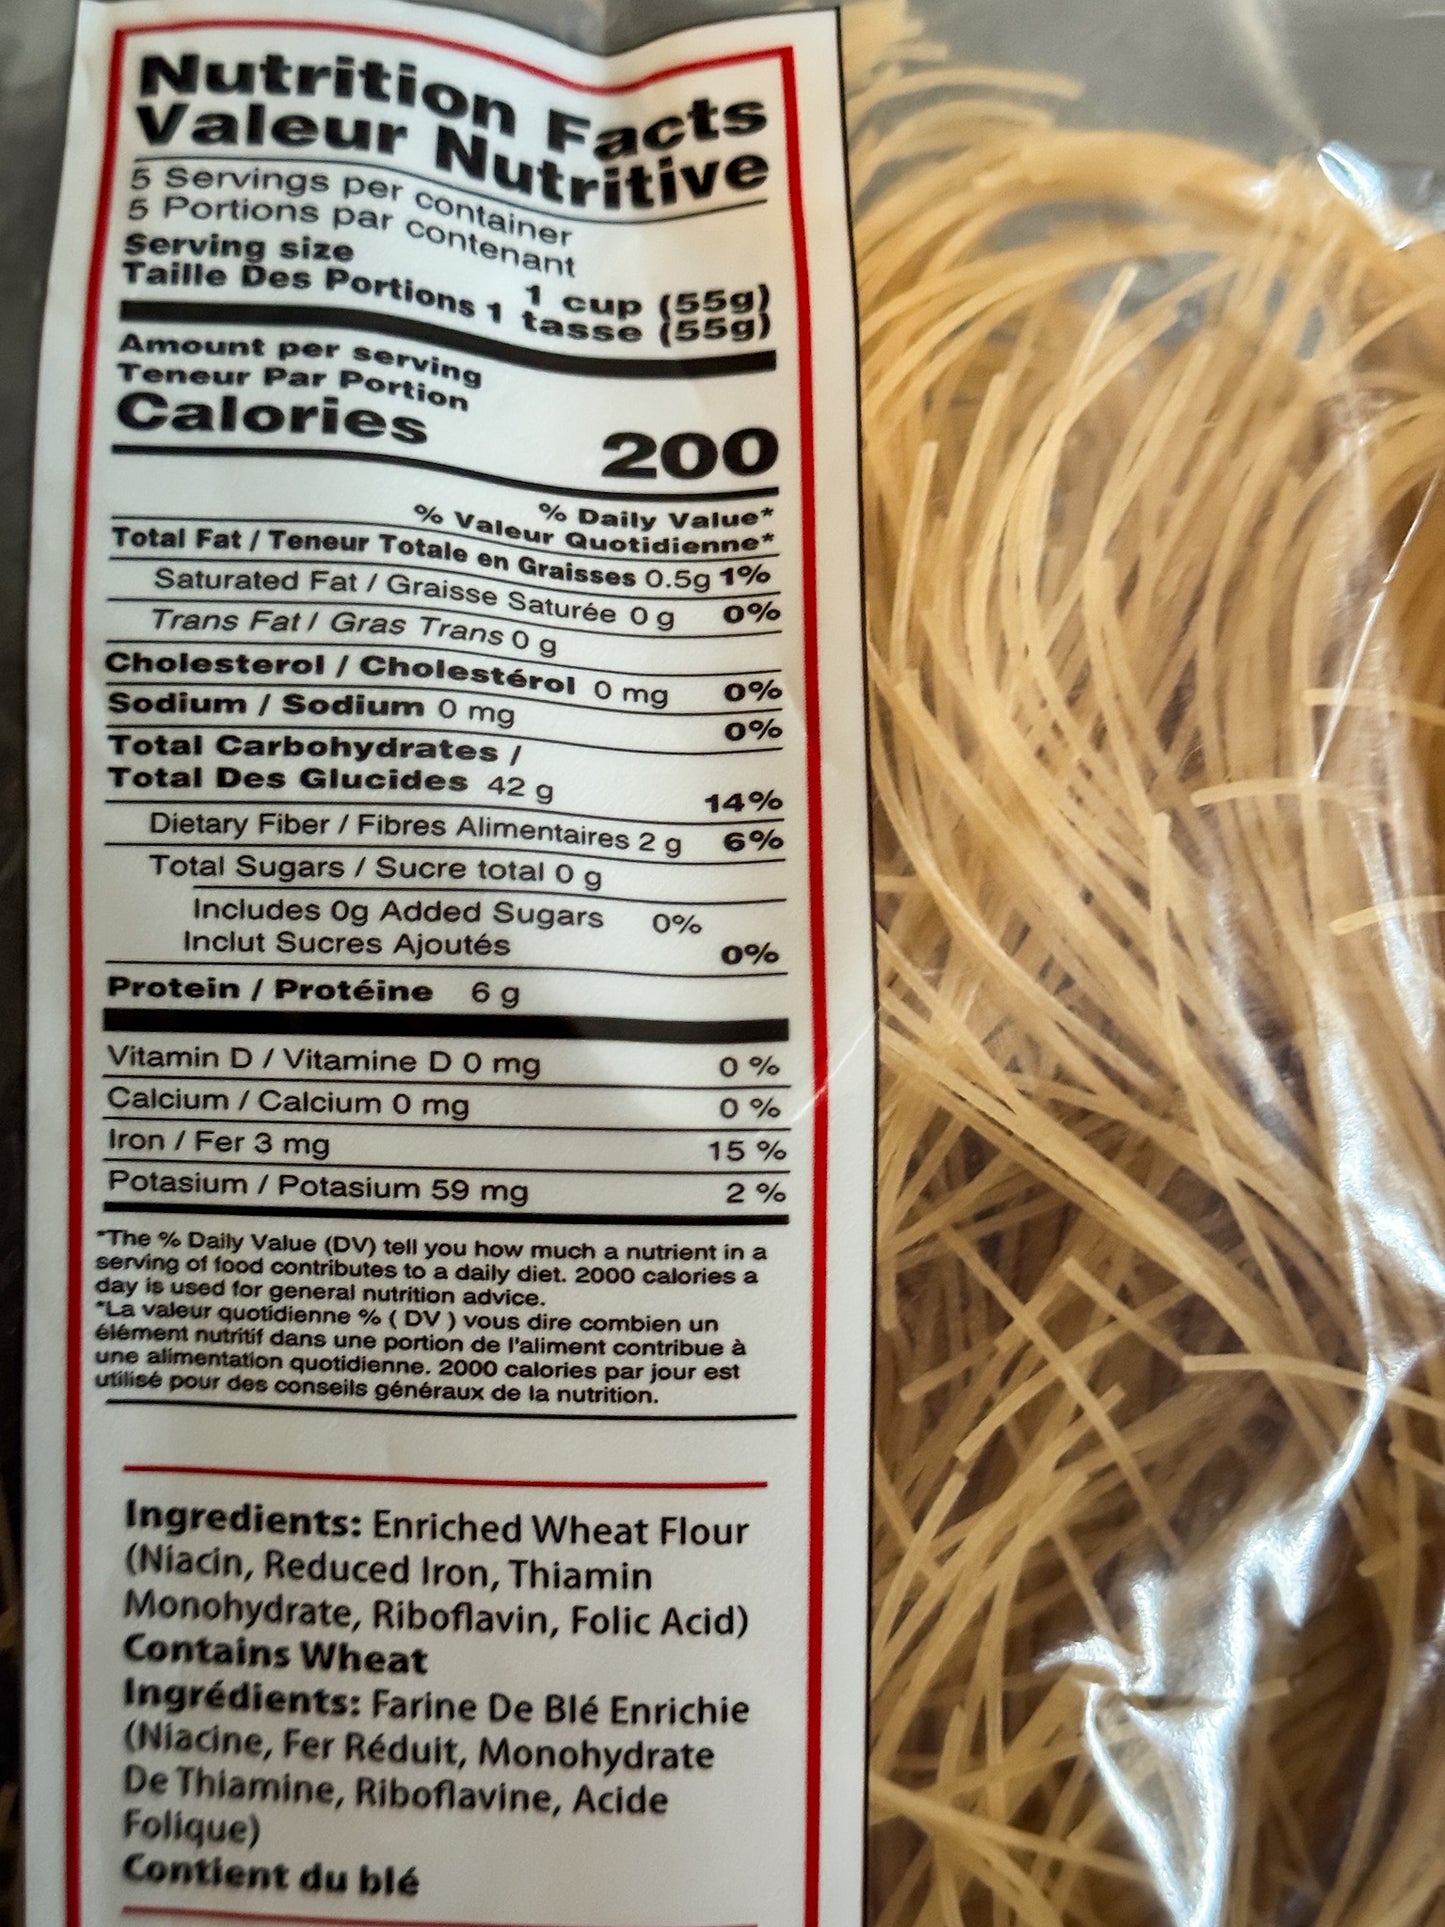 Nutrition Facts
Valeur Nutritive
5 Servings per container
5 Portions par contenant
Serving size 1 cup (55g)
Taille Des Portions 1 tasse (55g)
Amount per serving
Teneur Par Portion
Calories 200
% Daily Value*
% Valeur Quotidienne*
Total Fat / Teneur Totale en Graisses 0.5g 1%
Saturated Fat / Graisse Saturée 0 g 0%
Trans Fat / Gras Trans 0 g
Cholesterol / Cholestérol 0 mg 0%
Sodium / Sodium 0 mg 0%
Total Carbohydrates /
Total Des Glucides 42 g 14%
Dietary Fiber / Fibres Alimentaires 2 g 6%
Total Sugars / Sucre total 0 g
Includes 0g Added Sugars 0%
Inclut Sucres Ajoutés 0%
Protein / Protéine 6 g
Vitamin D / Vitamine D 0 mg 0 %
Calcium / Calcium 0 mg 0 %
Iron / Fer 3 mg 15 %
Potasium / Potasium 59 mg 2 %
*The % Daily Value (DV) tell you how much a nutrient in a
serving of food contributes to a daily diet. 2000 calories a
day is used for general nutrition advice.
*La valeur quotidienne % ( DV ) vous dire combien un
élément nutritif dans une portion de l'aliment contribue à
une alimentation quotidienne. 2000 calories par jour est
utilisé pour des conseils généraux de la nutrition.
Ingredients: Enriched Wheat Flour
(Niacin, Reduced Iron, Thiamin
Monohydrate, Riboflavin, Folic Acid)
Contains Wheat
Ingrédients: Farine De Blé Enrichie
(Niacine, Fer Réduit, Monohydrate
De Thiamine, Riboflavine, Acide
Folique)
Contient du blé